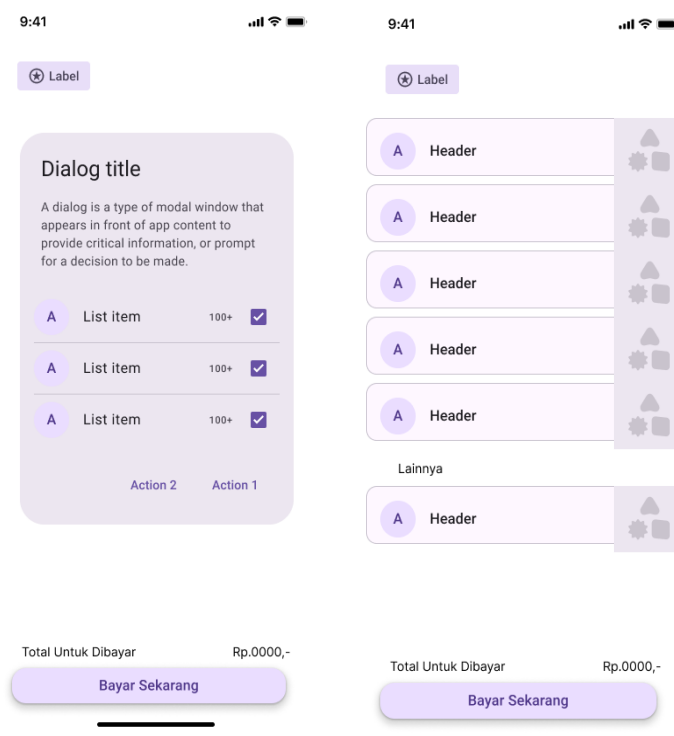 9:41
Label
Dialog title
A dialog is a type of modal window that
appears in front of app content to
provide critical information, or prompt
for a decision to be made.
A List item 100+
A List item 100+
A List item 100+
Action 2 Action 1
Total Untuk Dibayar Rp.0000,-
Bayar Sekarang
9:41
Label
A Header
A Header
A Header
A Header
A Header
Lainnya
A Header
Total Untuk Dibayar Rp.0000,-
Bayar Sekarang